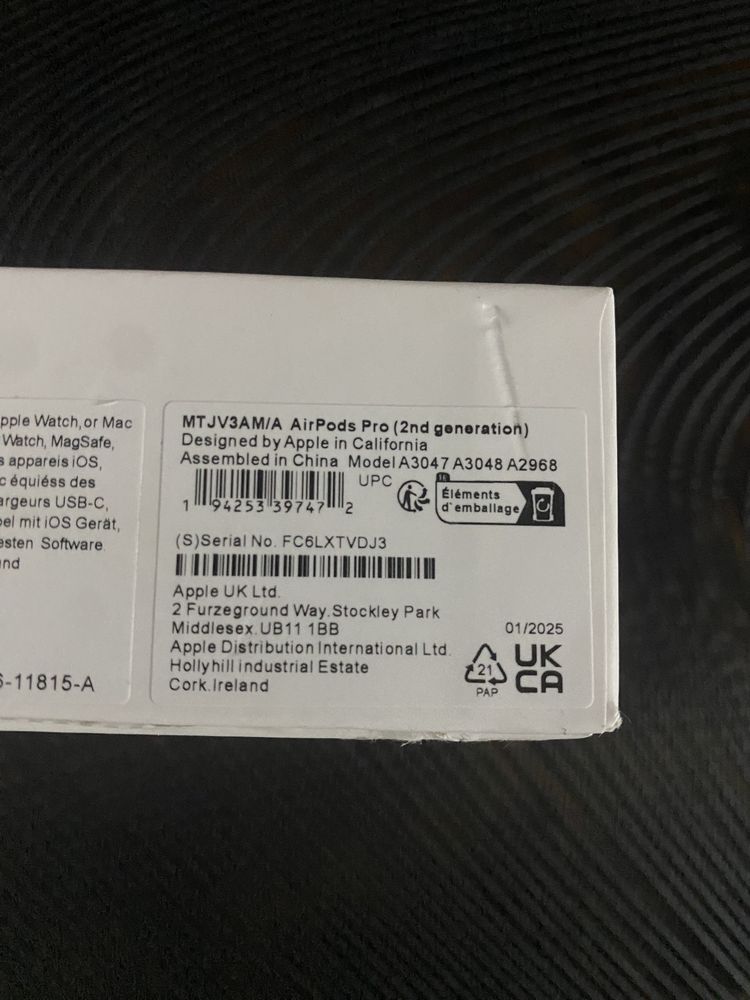 pple Watch, or Mac
Watch, MagSafe,
s appareis iOS,
c équiéss des
argeurs USB-C,
el mit iOS Gerät,
esten Software.
nd
6-11815-A
MTJV3AM/A AirPods Pro (2nd generation)
Designed by Apple in California
Assembled in China Model A3047 A3048 A2968
UPC
1 94253 39747 2
Éléments
d'emballage
(S)Serial No. FC6LXTVDJ3
Apple UK Ltd.
2 Furzeground Way.Stockley Park
Middlesex.UB11 1BB
Apple Distribution International Ltd.
Hollyhill industrial Estate
Cork.Ireland
01/2025
21
PAP
UK
CA